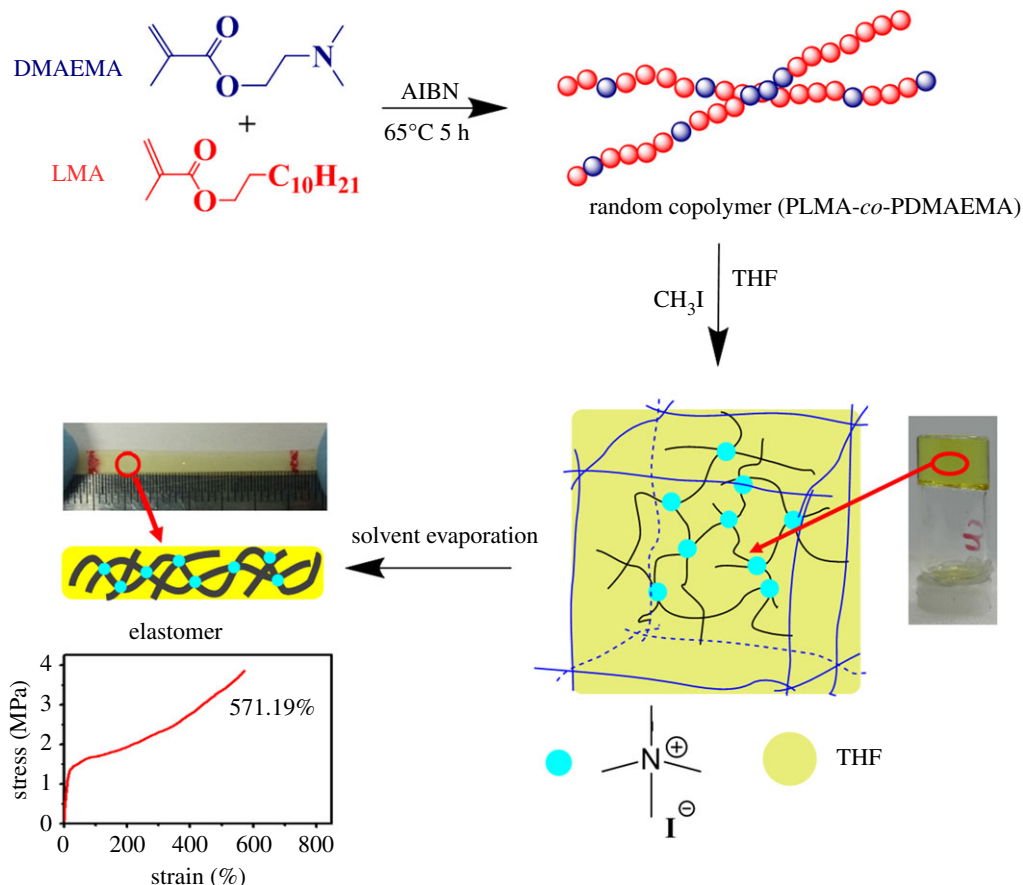 DMAEMA
O
O
N
+
LMA
O
O
C₁₀H₂₁
AIBN
65°C 5 h
random copolymer (PLMA-co-PDMAEMA)
THF
CH₃I
solvent evaporation
elastomer
571.19%
stress (MPa)
4
3
2
1
0
0 200 400 600 800
strain (%)
N ⊕
I ⊖
THF